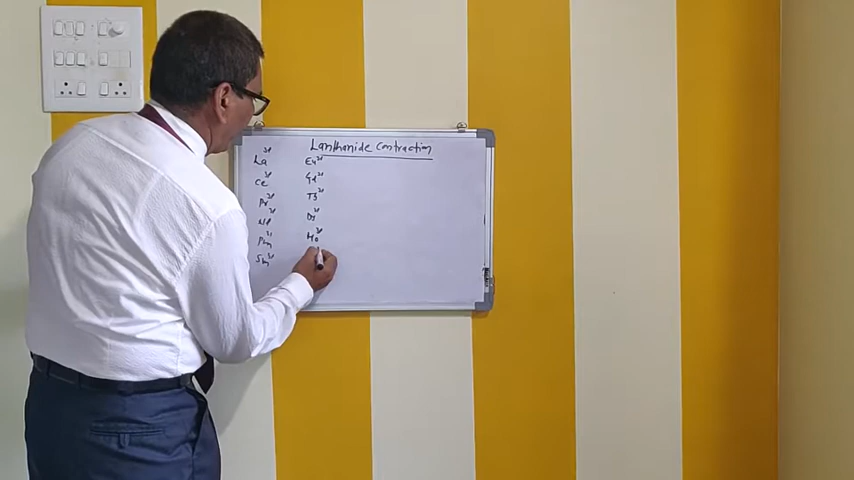 Lanthanide Contraction
La³⁺
Ce³⁺
Pr³⁺
Nd³⁺
Pm³⁺
Sm³⁺
Eu³⁺
Gd³⁺
Tb³⁺
Dy³⁺
Ho³⁺